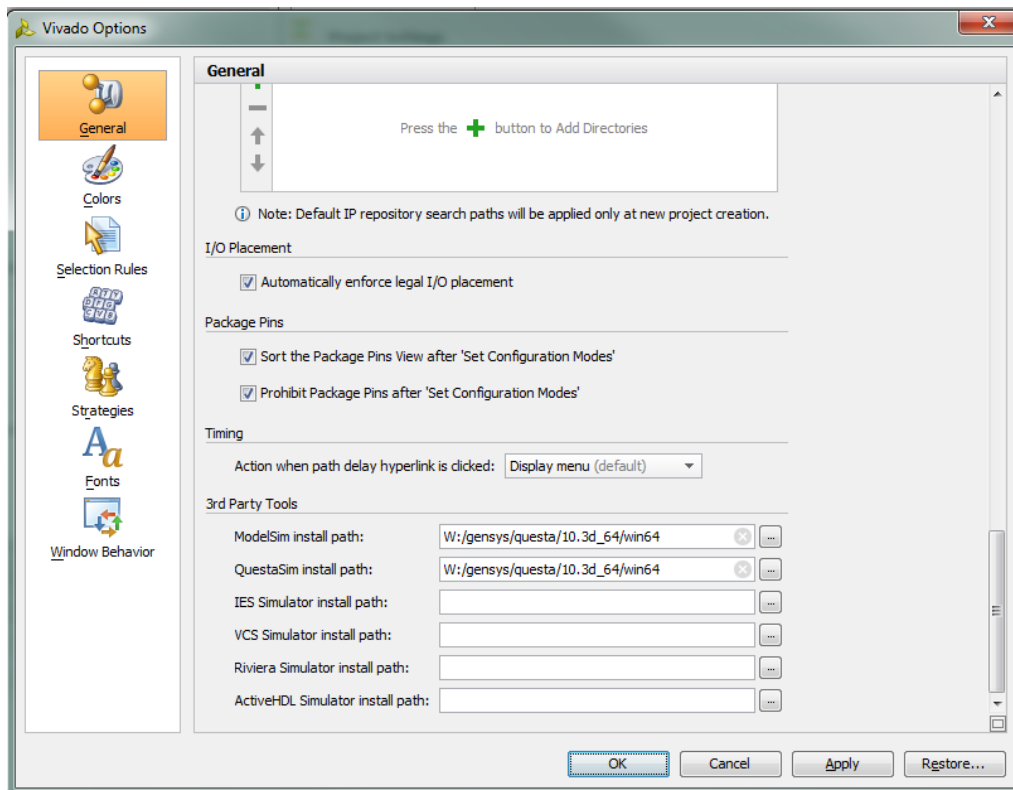 Vivado Options
General
General
Press the + button to Add Directories
Colors
Note: Default IP repository search paths will be applied only at new project creation.
I/O Placement
Selection Rules
Automatically enforce legal I/O placement
Package Pins
Shortcuts
Sort the Package Pins View after 'Set Configuration Modes'
Prohibit Package Pins after 'Set Configuration Modes'
Strategies
Timing
Action when path delay hyperlink is clicked: Display menu (default)
Fonts
3rd Party Tools
ModelSim install path: W:/gensys/questa/10.3d_64/win64 ...
Window Behavior
QuestaSim install path: W:/gensys/questa/10.3d_64/win64 ...
IES Simulator install path: ...
VCS Simulator install path: ...
Riviera Simulator install path: ...
ActiveHDL Simulator install path: ...
OK Cancel Apply Restore...